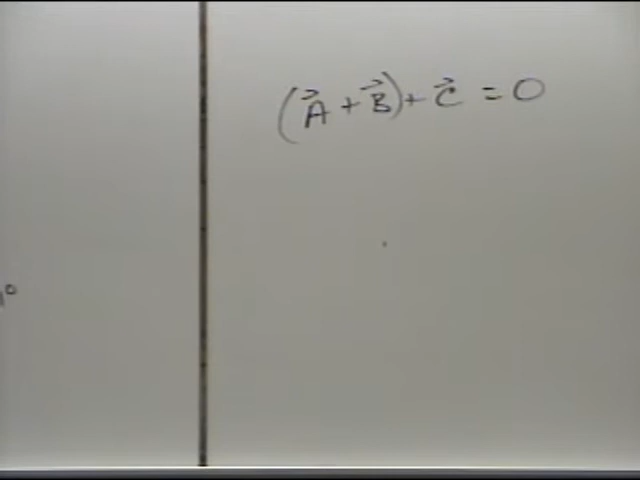 (A⃗ + B⃗) + C⃗ = 0